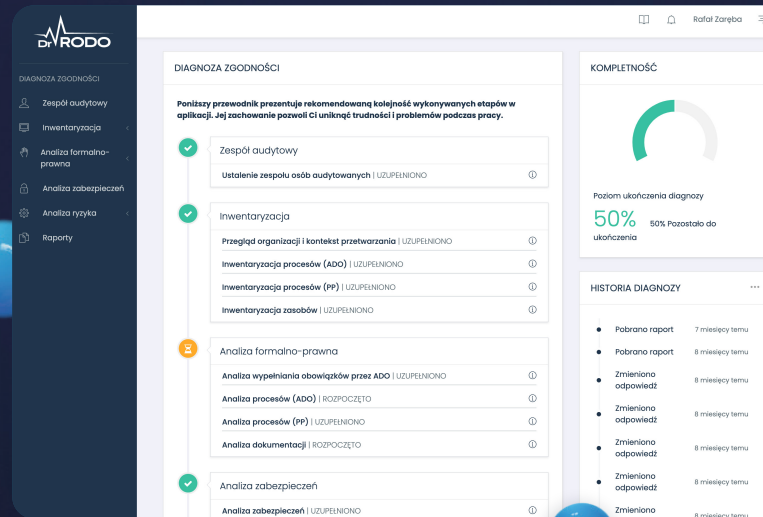 Dr RODO
Rafał Zaręba
DIAGNOZA ZGODNOŚCI
Zespół audytowy
Inwentaryzacja
Analiza formalno-
prawna
Analiza zabezpieczeń
Analiza ryzyka
Raporty
DIAGNOZA ZGODNOŚCI
Poniższy przewodnik prezentuje rekomendowaną kolejność wykonywanych etapów w
aplikacji. Jej zachowanie pozwoli Ci uniknąć trudności i problemów podczas pracy.
Zespół audytowy
Ustalenie zespołu osób audytowanych | UZUPEŁNIONO
Inwentaryzacja
Przegląd organizacji i kontekst przetwarzania | UZUPEŁNIONO
Inwentaryzacja procesów (ADO) | UZUPEŁNIONO
Inwentaryzacja procesów (PP) | UZUPEŁNIONO
Inwentaryzacja zasobów | UZUPEŁNIONO
Analiza formalno-prawna
Analiza wypełniania obowiązków przez ADO | UZUPEŁNIONO
Analiza procesów (ADO) | ROZPOCZĘTO
Analiza procesów (PP) | UZUPEŁNIONO
Analiza dokumentacji | ROZPOCZĘTO
Analiza zabezpieczeń
Analiza zabezpieczeń | UZUPEŁNIONO
KOMPLETNOŚĆ
Poziom ukończenia diagnozy
50% 50% Pozostało do
ukończenia
HISTORIA DIAGNOZY
Pobrano raport 7 miesięcy temu
Pobrano raport 8 miesięcy temu
Zmieniono
odpowiedź 8 miesięcy temu
Zmieniono
odpowiedź 8 miesięcy temu
Zmieniono
odpowiedź 8 miesięcy temu
Zmieniono
odpowiedź 8 miesięcy temu
Zmieniono
8 miesięcy temu